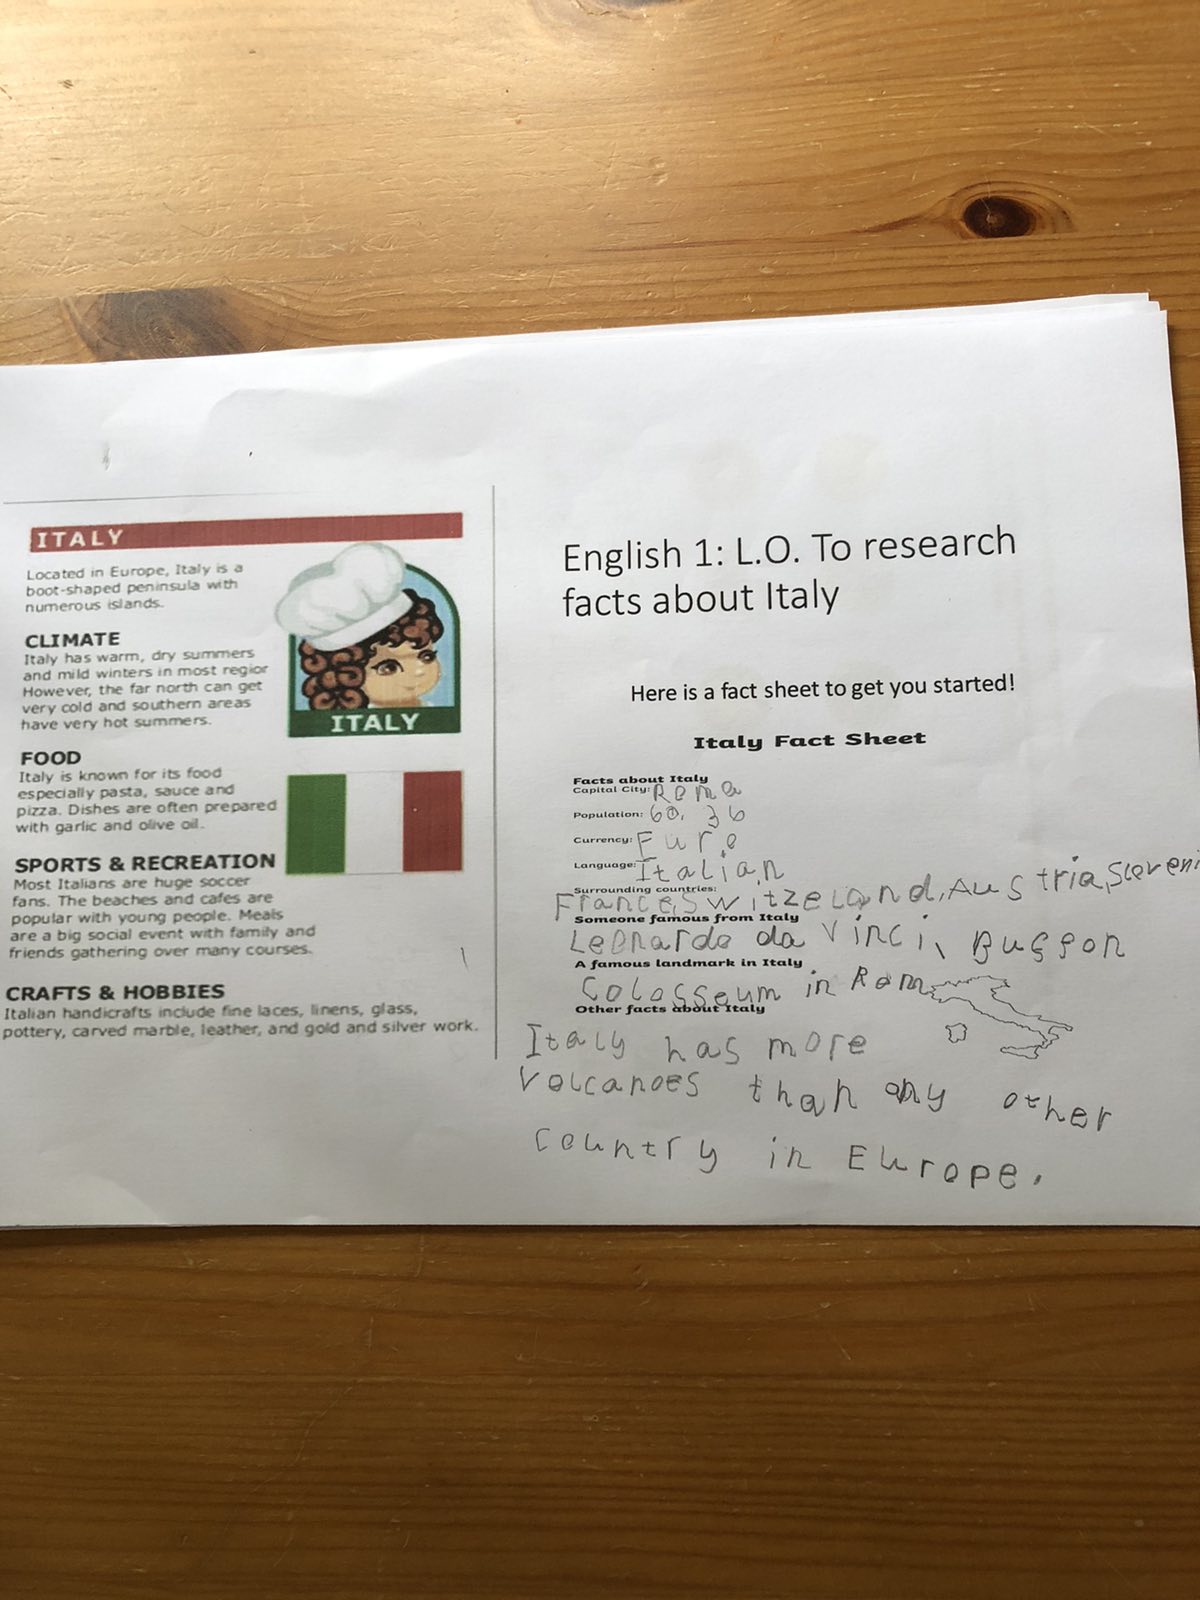 ITALY
Located in Europe, Italy is a
boot-shaped peninsula with
numerous islands.
CLIMATE
Italy has warm, dry summers
and mild winters in most region
However, the far north can get
very cold and southern areas
have very hot summers.
ITALY
FOOD
Italy is known for its food
especially pasta, sauce and
pizza. Dishes are often prepared
with garlic and olive oil.
SPORTS & RECREATION
Most Italians are huge soccer
fans. The beaches and cafes are
popular with young people. Meals
are a big social event with family and
friends gathering over many courses.
CRAFTS & HOBBIES
Italian handicrafts include fine laces, linens, glass,
pottery, carved marble, leather, and gold and silver work.
English 1: L.O. To research
facts about Italy
Here is a fact sheet to get you started!
Italy Fact Sheet
Facts about Italy
Capital City: Rome
Population: 60.36
Currency: Euro
Language: Italian
Surrounding countries:
France, Switzeland, Austria, Sloveni
Someone famous from Italy
Leonardo da Vinci,
A famous landmark in Italy
Colosseum in Rom
Other facts about Italy
Italy has more
volcanoes than any other
country in Europe.